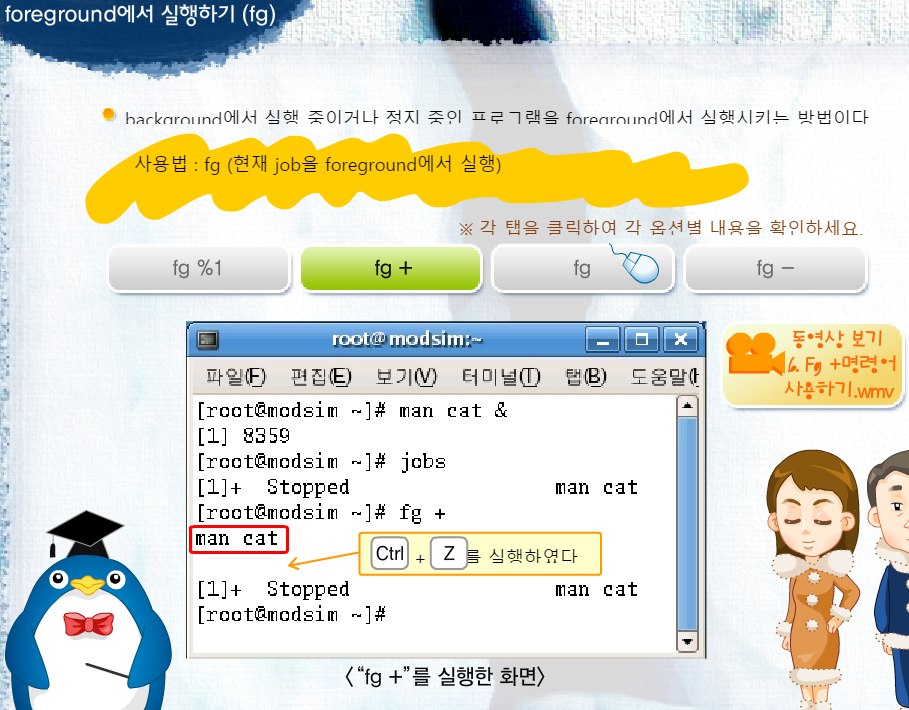 foreground에서 실행하기 (fg)
background에서 실행 중이거나 정지 중인 프로그램을 foreground에서 실행시키는 방법이다
사용법 : fg (현재 job을 foreground에서 실행)
※ 각 탭을 클릭하여 각 옵션별 내용을 확인하세요.
fg %1 fg + fg fg –
root@modsim:~
파일(F) 편집(E) 보기(V) 터미널(T) 탭(B) 도움말(H
[root@modsim ~]# man cat &
[1] 8359
[root@modsim ~]# jobs
[1]+ Stopped man cat
[root@modsim ~]# fg +
man cat
Ctrl + Z 를 실행하였다
[1]+ Stopped man cat
[root@modsim ~]#
동영상 보기
6. Fg +명령어
사용하기.wmv
〈 “fg +”를 실행한 화면〉